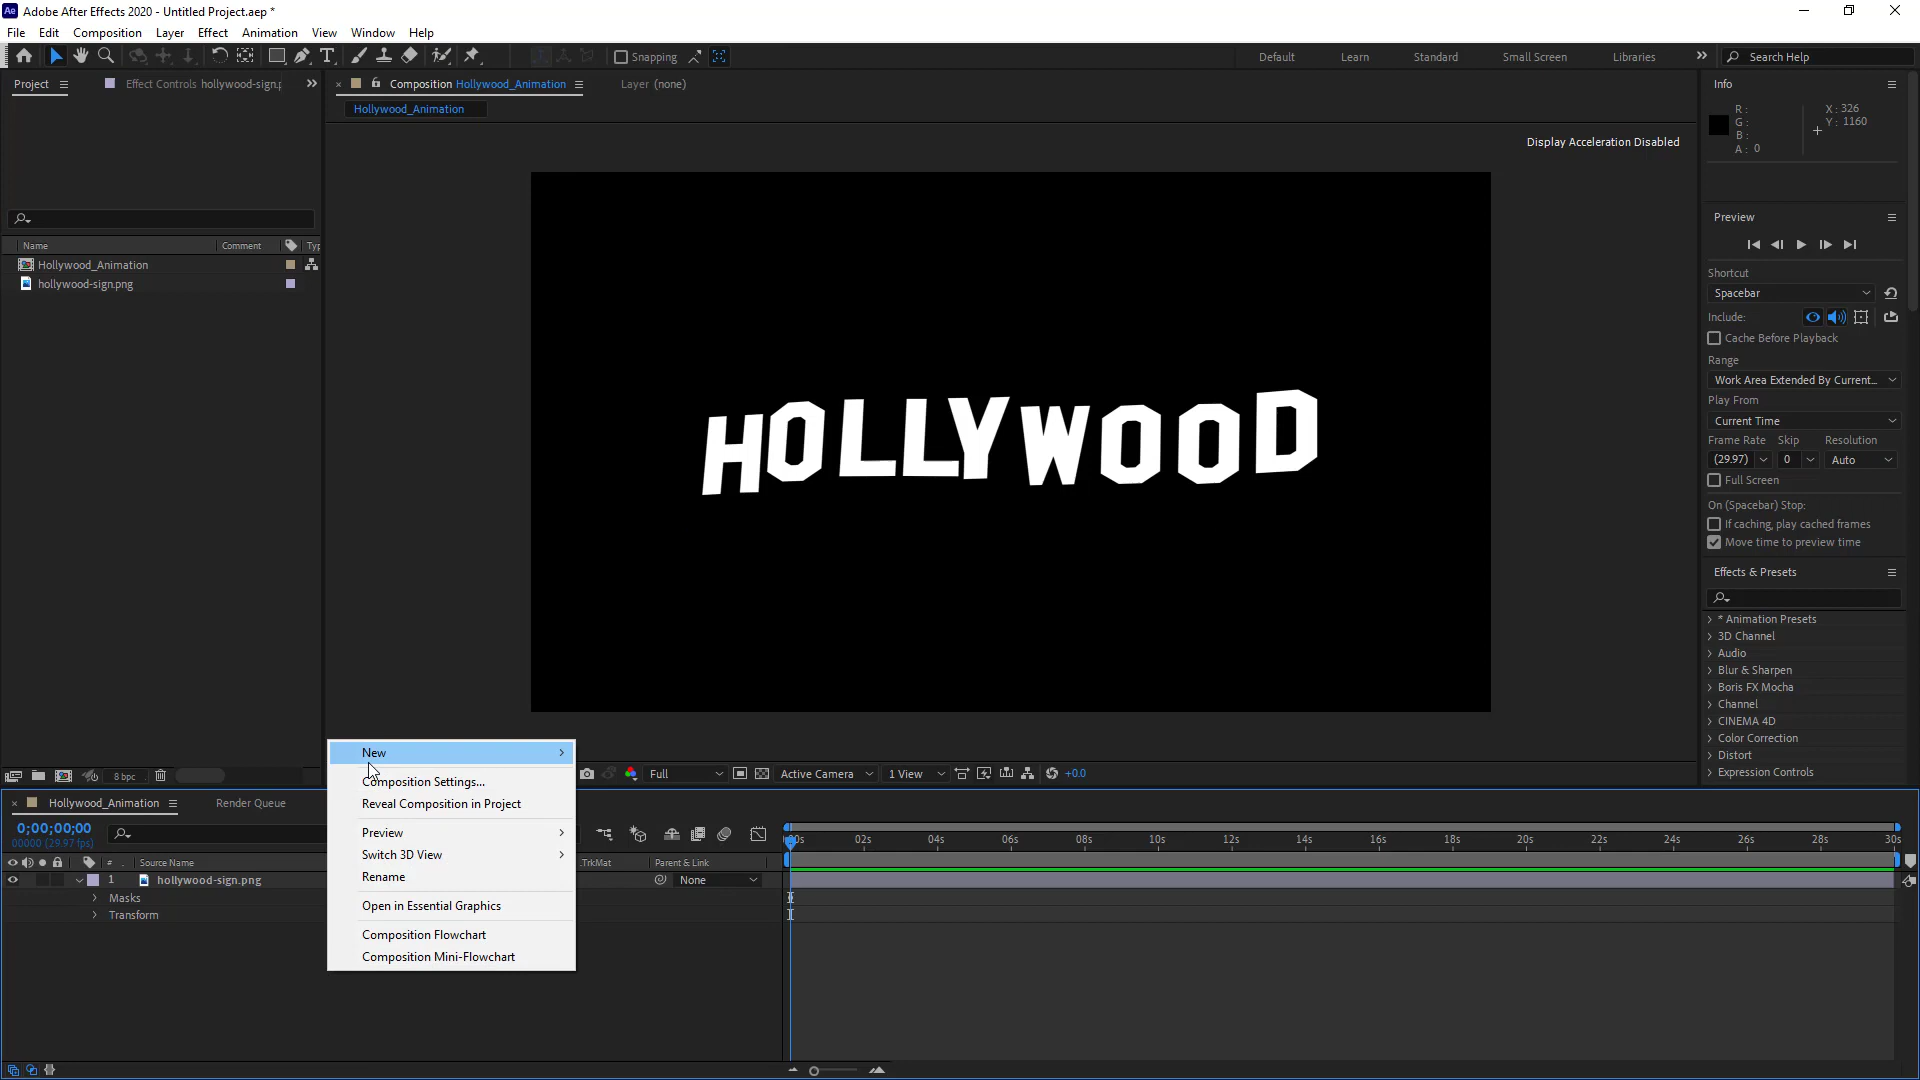 Ae Adobe After Effects 2020 - Untitled Project.aep *
File Edit Composition Layer Effect Animation View Window Help
Snapping
Default Learn Standard Small Screen Libraries
Search Help
Project
Effect Controls hollywood-sign.p
Composition Hollywood_Animation
Layer (none)
Hollywood_Animation
Display Acceleration Disabled
Name Comment Typ
Hollywood_Animation
hollywood-sign.png
HOLLYWOOD
Info
R :
G :
B :
A : 0
X : 326
Y : 1160
Preview
Shortcut
Spacebar
Include:
Cache Before Playback
Range
Work Area Extended By Current...
Play From
Current Time
Frame Rate Skip Resolution
(29.97) 0 Auto
Full Screen
On (Spacebar) Stop:
If caching, play cached frames
Move time to preview time
Effects & Presets
* Animation Presets
3D Channel
Audio
Blur & Sharpen
Boris FX Mocha
Channel
CINEMA 4D
Color Correction
Distort
Expression Controls
8 bpc
New
Composition Settings...
Reveal Composition in Project
Preview
Switch 3D View
Rename
Open in Essential Graphics
Composition Flowchart
Composition Mini-Flowchart
Full Active Camera 1 View +0.0
Hollywood_Animation
Render Queue
0;00;00;00
00000 (29.97 fps)
# Source Name
.TrkMat Parent & Link
1 hollywood-sign.png
None
Masks
Transform
02s 04s 06s 08s 10s 12s 14s 16s 18s 20s 22s 24s 26s 28s 30s